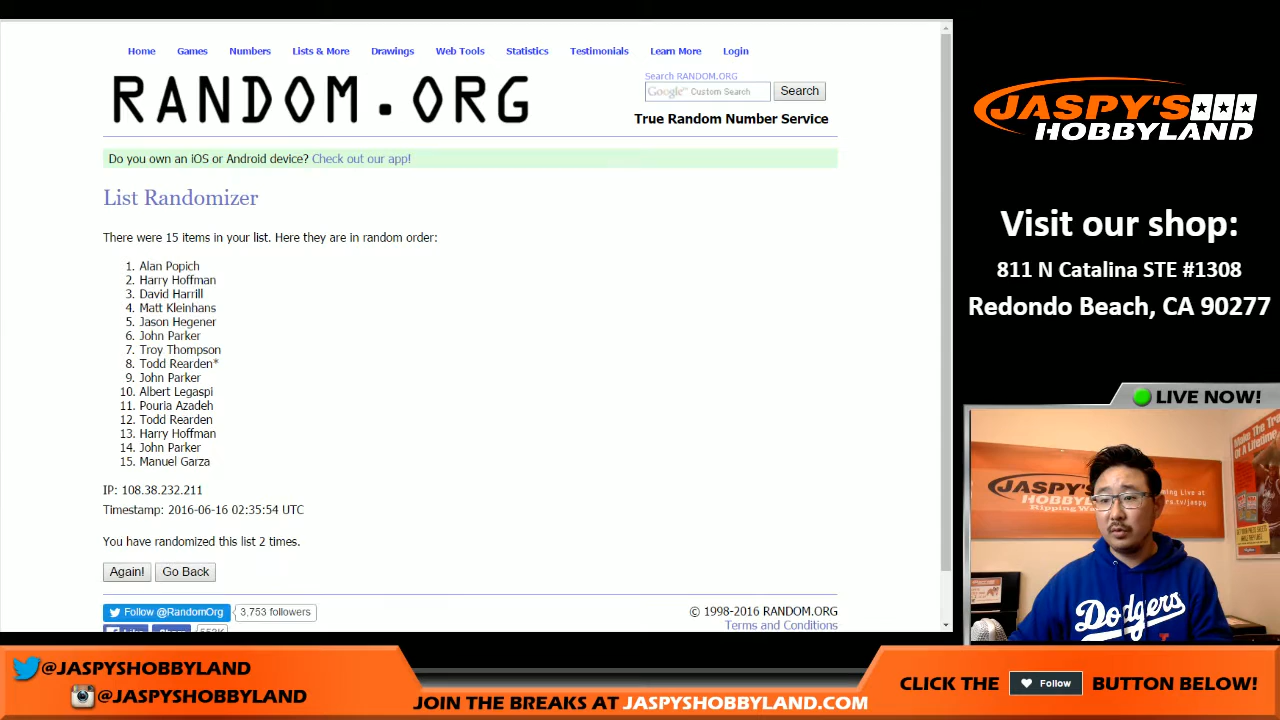 Home Games Numbers Lists & More Drawings Web Tools Statistics Testimonials Learn More Login
RANDOM.ORG
Search RANDOM.ORG
Google™ Custom Search Search
True Random Number Service
Do you own an iOS or Android device? Check out our app!
List Randomizer
There were 15 items in your list. Here they are in random order:
1. Alan Popich
2. Harry Hoffman
3. David Harrill
4. Matt Kleinhans
5. Jason Hegener
6. John Parker
7. Troy Thompson
8. Todd Rearden*
9. John Parker
10. Albert Legaspi
11. Pouria Azadeh
12. Todd Rearden
13. Harry Hoffman
14. John Parker
15. Manuel Garza
IP: 108.38.232.211
Timestamp: 2016-06-16 02:35:54 UTC
You have randomized this list 2 times.
Again! Go Back
Follow @RandomOrg 3,753 followers
© 1998-2016 RANDOM.ORG
Terms and Conditions
JASPY'S
HOBBYLAND
Visit our shop:
811 N Catalina STE #1308
Redondo Beach, CA 90277
LIVE NOW!
JASPY'S
HOBBYLAND
Dodgers
@JASPYSHOBBYLAND
@JASPYSHOBBYLAND
JOIN THE BREAKS AT JASPYSHOBBYLAND.COM
CLICK THE Follow BUTTON BELOW!